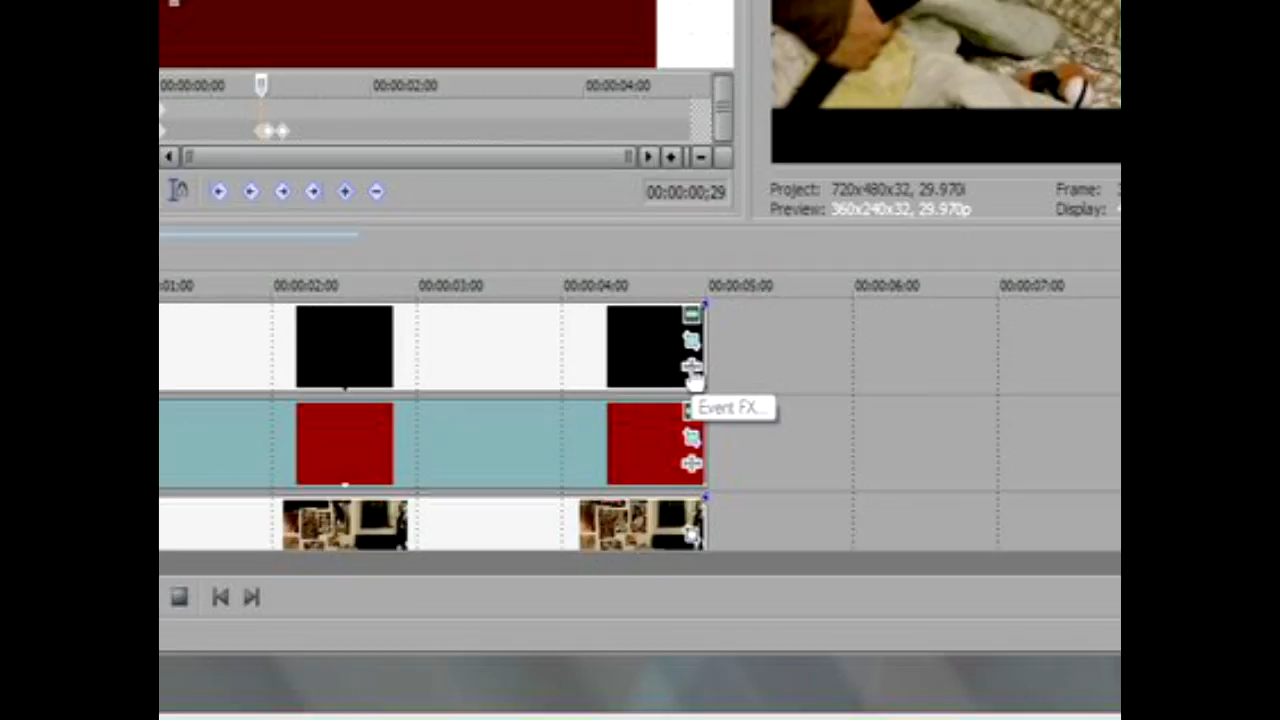 00:00:00:00 00:00:02:00 00:00:04:00
00:00:00;29
Project: 720x480x32, 29.970i Frame:
Preview: 360x240x32, 29.970p Display:
:01:00 00:00:02:00 00:00:03:00 00:00:04:00 00:00:05:00 00:00:06:00 00:00:07:00
Event FX...